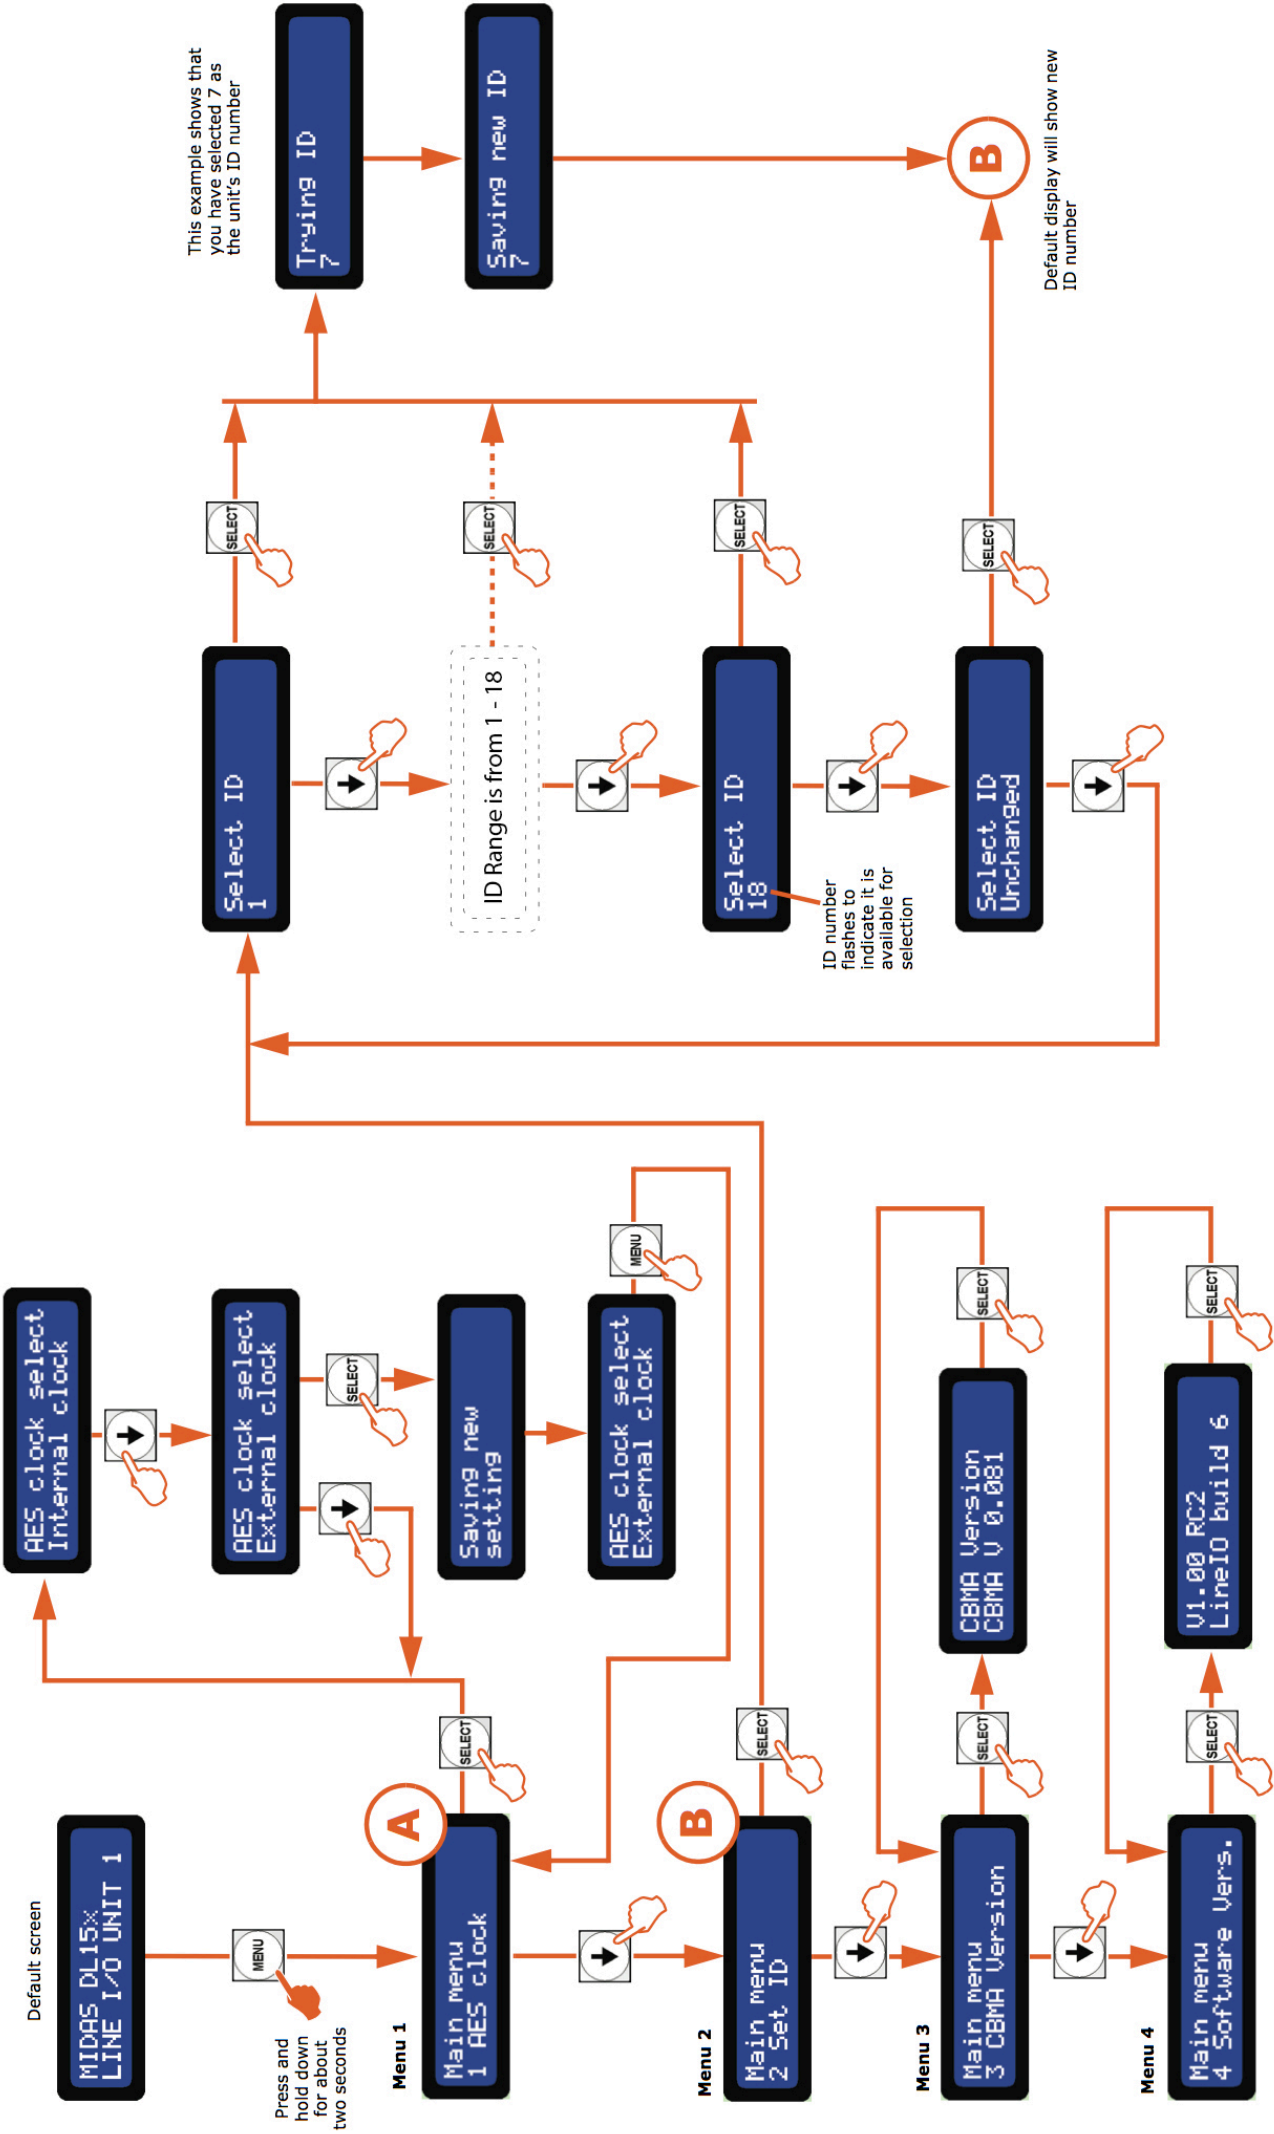 Default screen
MIDAS DL15x
LINE I/O UNIT 1
MENU
Press and
hold down
for about
two seconds
Menu 1
Main menu
1 AES clock
A
SELECT
AES clock select
Internal clock
AES clock select
External clock
SELECT
Saving new
setting
AES clock select
External clock
MENU
Menu 2
Main menu
2 Set ID
B
SELECT
Select ID
1
SELECT
ID Range is from 1 - 18
SELECT
Select ID
18
SELECT
ID number
flashes to
indicate it is
available for
selection
Select ID
Unchanged
SELECT
This example shows that
you have selected 7 as
the unit's ID number
Trying ID
7
Saving new ID
7
B
Default display will show new
ID number
Menu 3
Main menu
3 CBMA Version
SELECT
CBMA Version
CBMA V 0.081
SELECT
Menu 4
Main menu
4 Software Vers.
SELECT
V1.00 RC2
LineIO build 6
SELECT